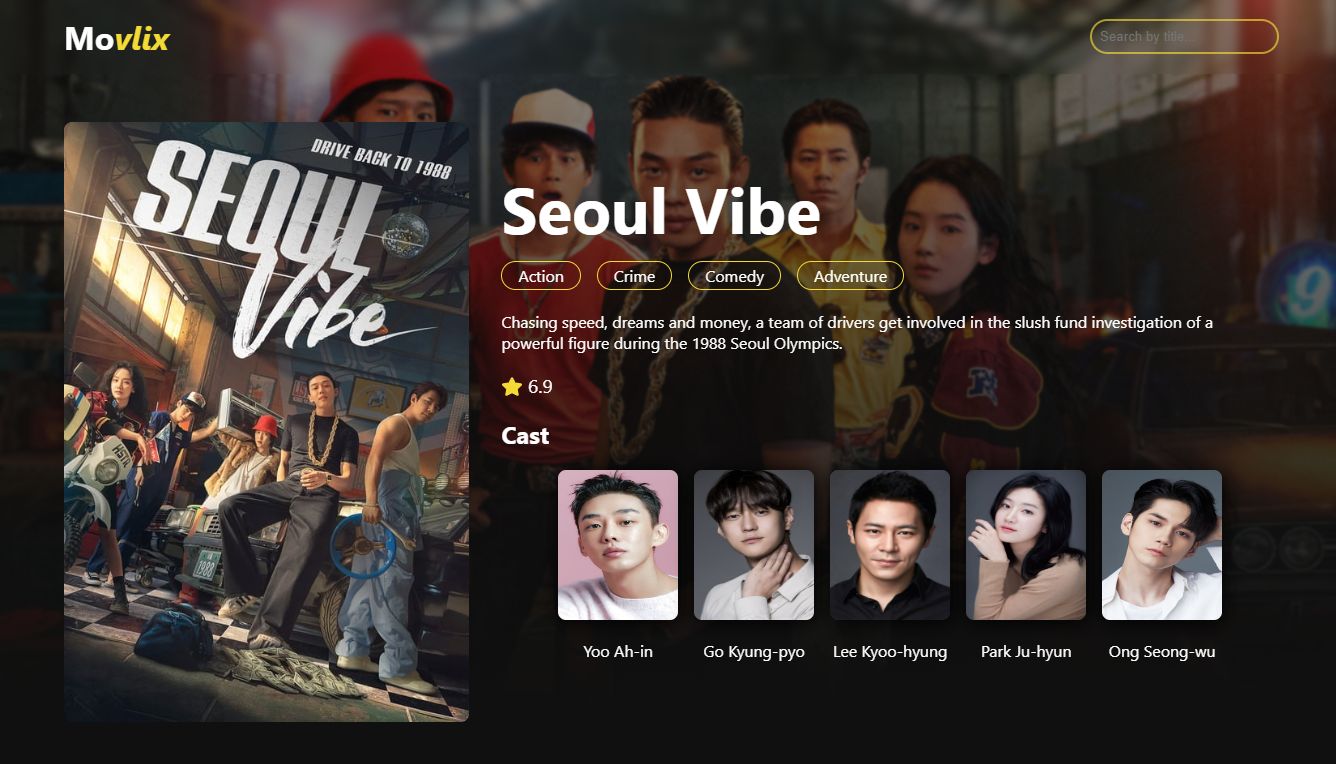 Movlix
Search by title...
DRIVE BACK TO 1988
SEOUL
Vibe
1988
Seoul Vibe
Action
Crime
Comedy
Adventure
Chasing speed, dreams and money, a team of drivers get involved in the slush fund investigation of a
powerful figure during the 1988 Seoul Olympics.
6.9
Cast
Yoo Ah-in
Go Kyung-pyo
Lee Kyoo-hyung
Park Ju-hyun
Ong Seong-wu